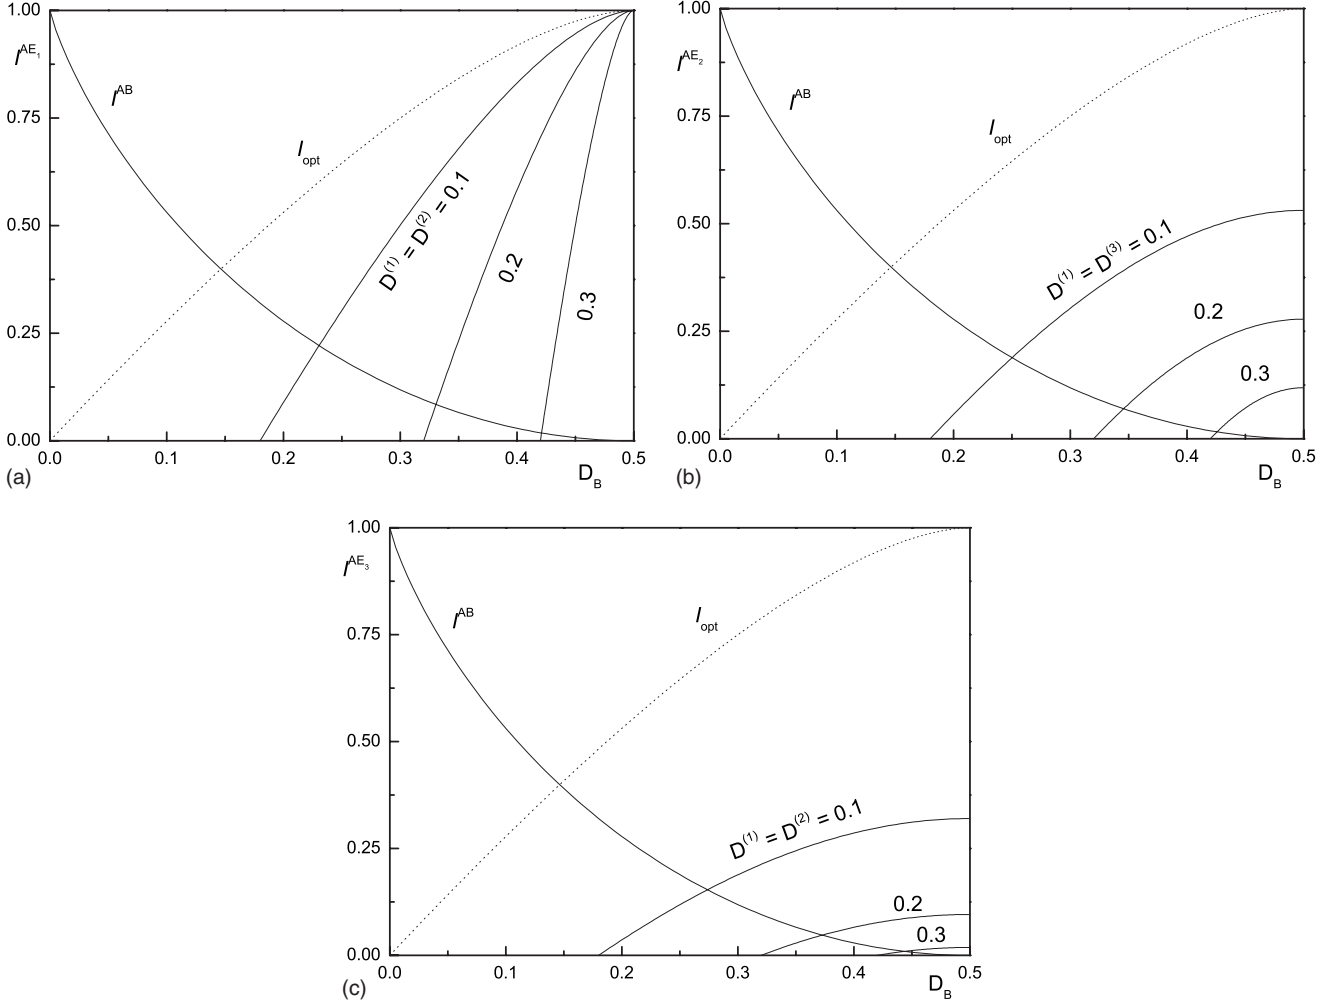 1.00
I^AE₁
I^AB
0.75
I_opt
0.50
D^(1) = D^(2) = 0.1
0.2
0.3
0.25
0.00
0.0 0.1 0.2 0.3 0.4 0.5
(a) D_B
1.00
I^AE₂
I^AB
0.75
I_opt
0.50
D^(1) = D^(3) = 0.1
0.2
0.25
0.3
0.00
0.0 0.1 0.2 0.3 0.4 0.5
(b) D_B
1.00
I^AE₃
I^AB
I_opt
0.75
0.50
D^(1) = D^(2) = 0.1
0.25
0.2
0.3
0.00
0.0 0.1 0.2 0.3 0.4 0.5
(c) D_B